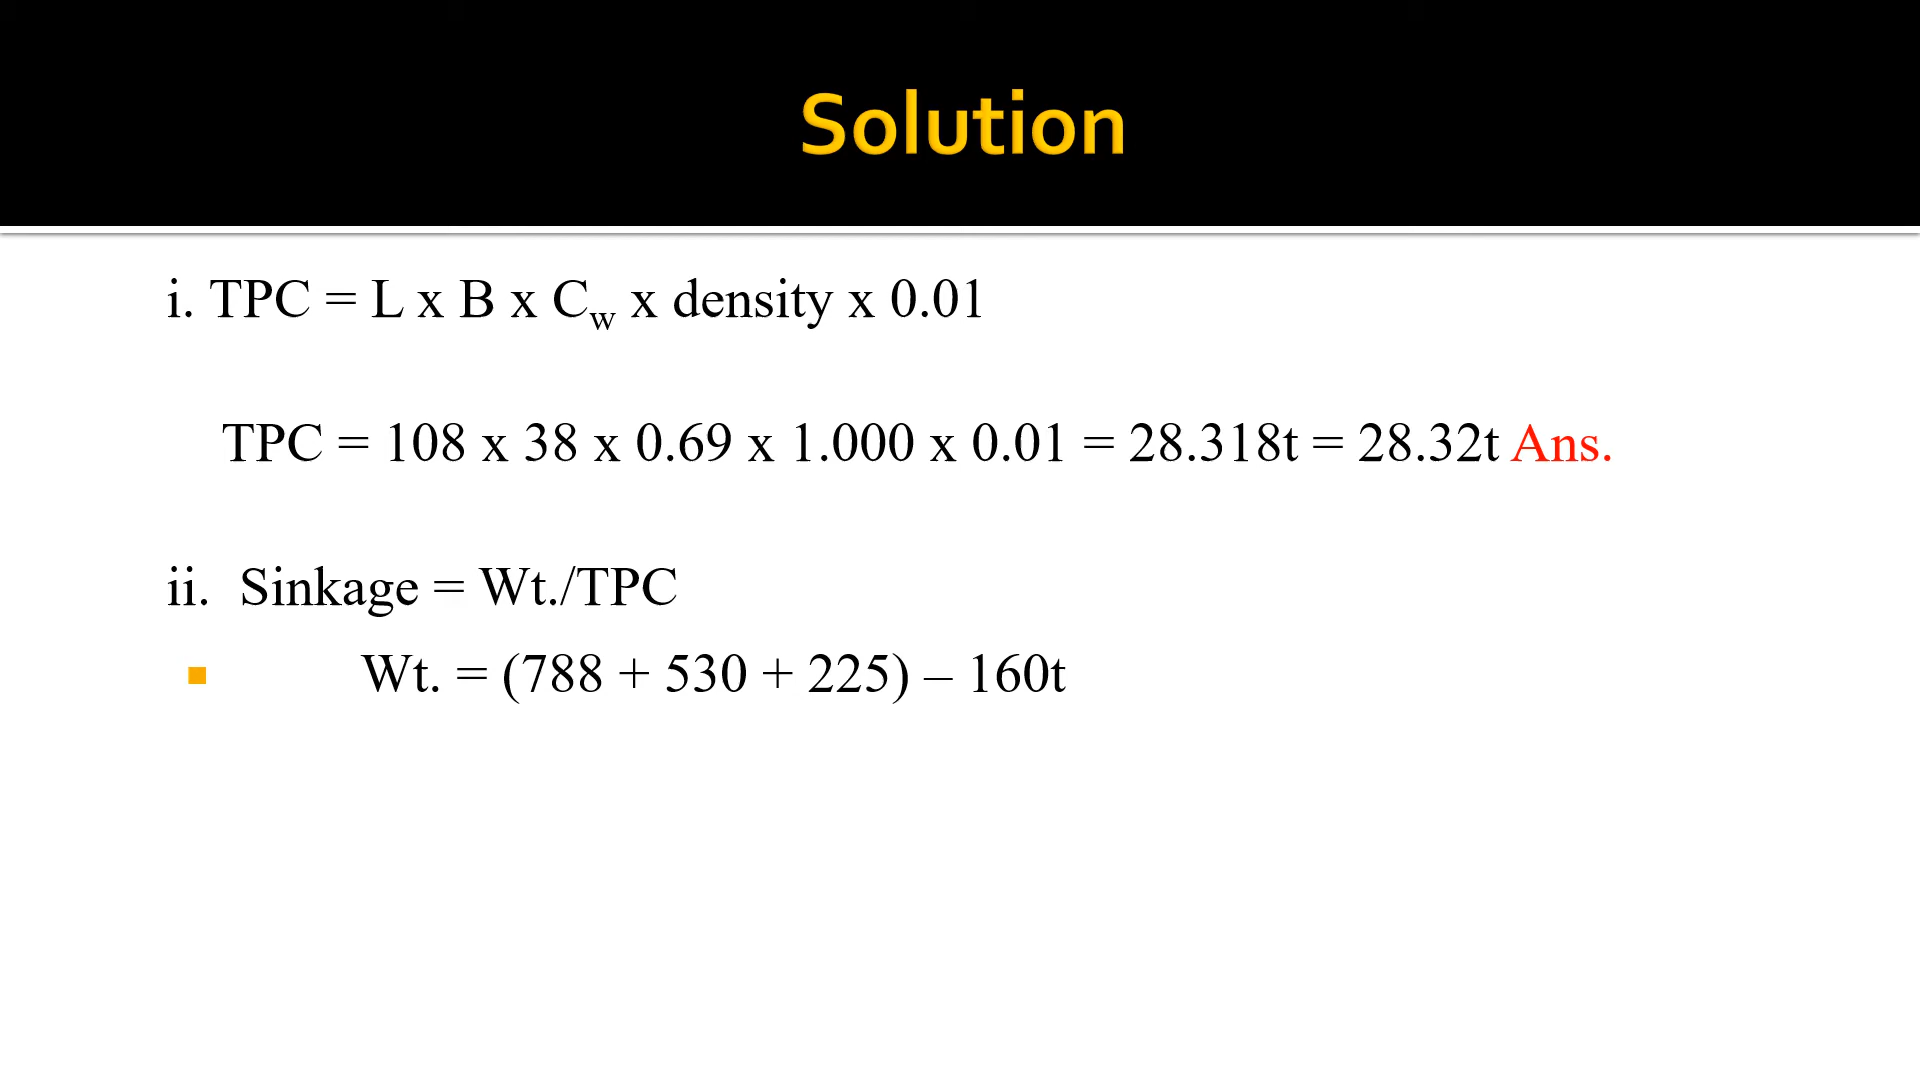 Solution
i. TPC = L x B x Cw x density x 0.01
TPC = 108 x 38 x 0.69 x 1.000 x 0.01 = 28.318t = 28.32t Ans.
ii. Sinkage = Wt./TPC
Wt. = (788 + 530 + 225) – 160t